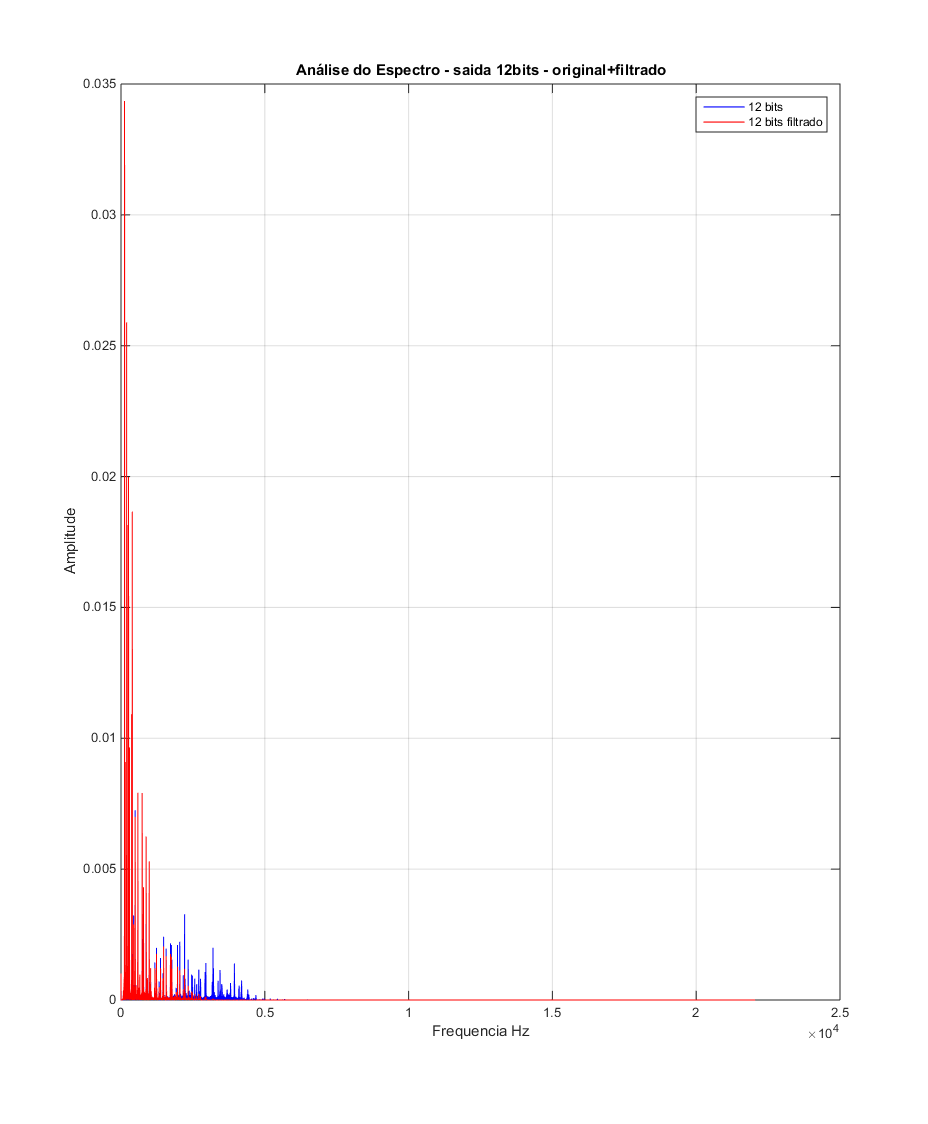 Análise do Espectro - saida 12bits - original+filtrado
12 bits
12 bits filtrado
0.035
0.03
0.025
0.02
0.015
0.01
0.005
0
Amplitude
0 0.5 1 1.5 2 2.5
Frequencia Hz
×10⁴